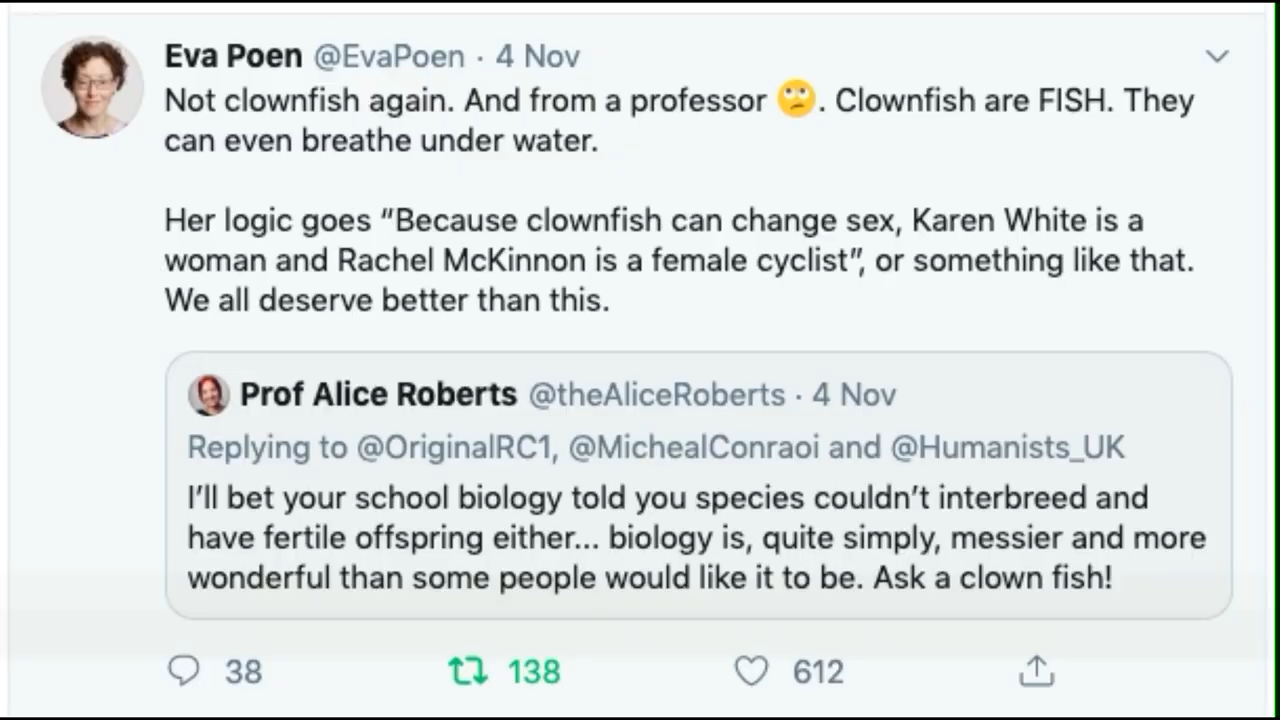 Eva Poen @EvaPoen · 4 Nov
Not clownfish again. And from a professor 🙄. Clownfish are FISH. They
can even breathe under water.
Her logic goes “Because clownfish can change sex, Karen White is a
woman and Rachel McKinnon is a female cyclist”, or something like that.
We all deserve better than this.
Prof Alice Roberts @theAliceRoberts · 4 Nov
Replying to @OriginalRC1, @MichealConraoi and @Humanists_UK
I’ll bet your school biology told you species couldn’t interbreed and
have fertile offspring either... biology is, quite simply, messier and more
wonderful than some people would like it to be. Ask a clown fish!
38 138 612